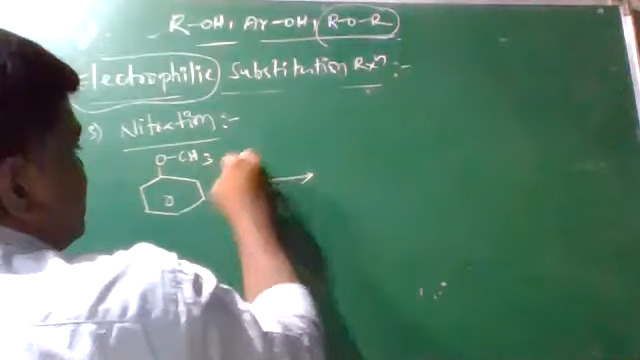 R-OH, Ar-OH, R-O-R
Electrophilic Substitution Rxn :-
5) Nitration :-
O-CH3